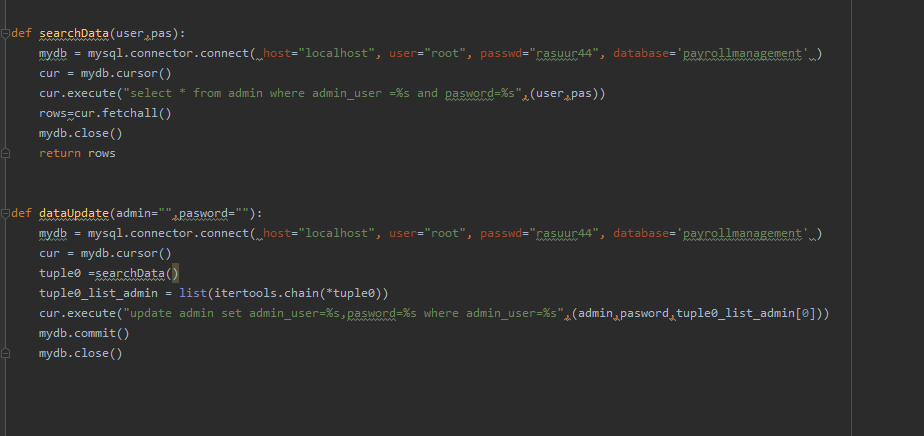 def searchData(user,pas):
mydb = mysql.connector.connect( host="localhost", user="root", passwd="rasuur44", database='payrollmanagement' )
cur = mydb.cursor()
cur.execute("select * from admin where admin_user =%s and pasword=%s",(user,pas))
rows=cur.fetchall()
mydb.close()
return rows
def dataUpdate(admin="",pasword=""):
mydb = mysql.connector.connect( host="localhost", user="root", passwd="rasuur44", database='payrollmanagement' )
cur = mydb.cursor()
tuple0 =searchData()
tuple0_list_admin = list(itertools.chain(*tuple0))
cur.execute("update admin set admin_user=%s,pasword=%s where admin_user=%s",(admin,pasword,tuple0_list_admin[0]))
mydb.commit()
mydb.close()